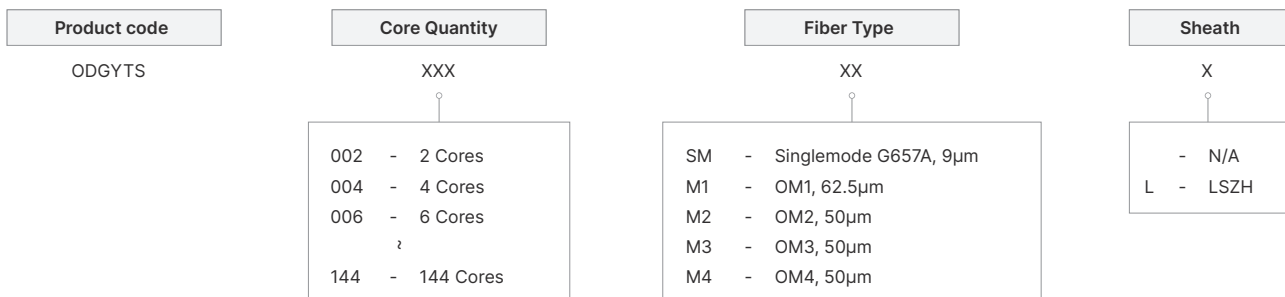 Product code
ODGYTS
Core Quantity
XXX
002 - 2 Cores
004 - 4 Cores
006 - 6 Cores
~
144 - 144 Cores
Fiber Type
XX
SM - Singlemode G657A, 9μm
M1 - OM1, 62.5μm
M2 - OM2, 50μm
M3 - OM3, 50μm
M4 - OM4, 50μm
Sheath
X
- N/A
L - LSZH